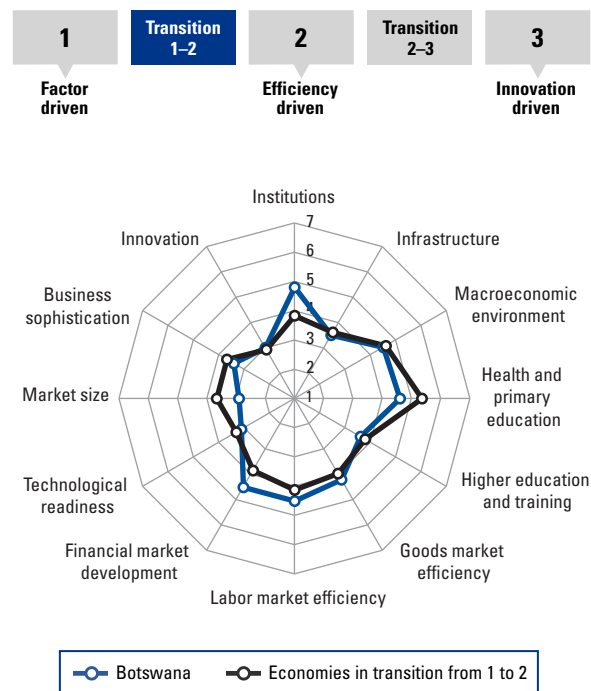 1
Transition
1–2
2
Transition
2–3
3
Factor
driven
Efficiency
driven
Innovation
driven
Institutions
7
6
5
4
3
2
1
Infrastructure
Macroeconomic
environment
Health and
primary
education
Higher education
and training
Goods market
efficiency
Labor market efficiency
Financial market
development
Technological
readiness
Market size
Business
sophistication
Innovation
Botswana
Economies in transition from 1 to 2